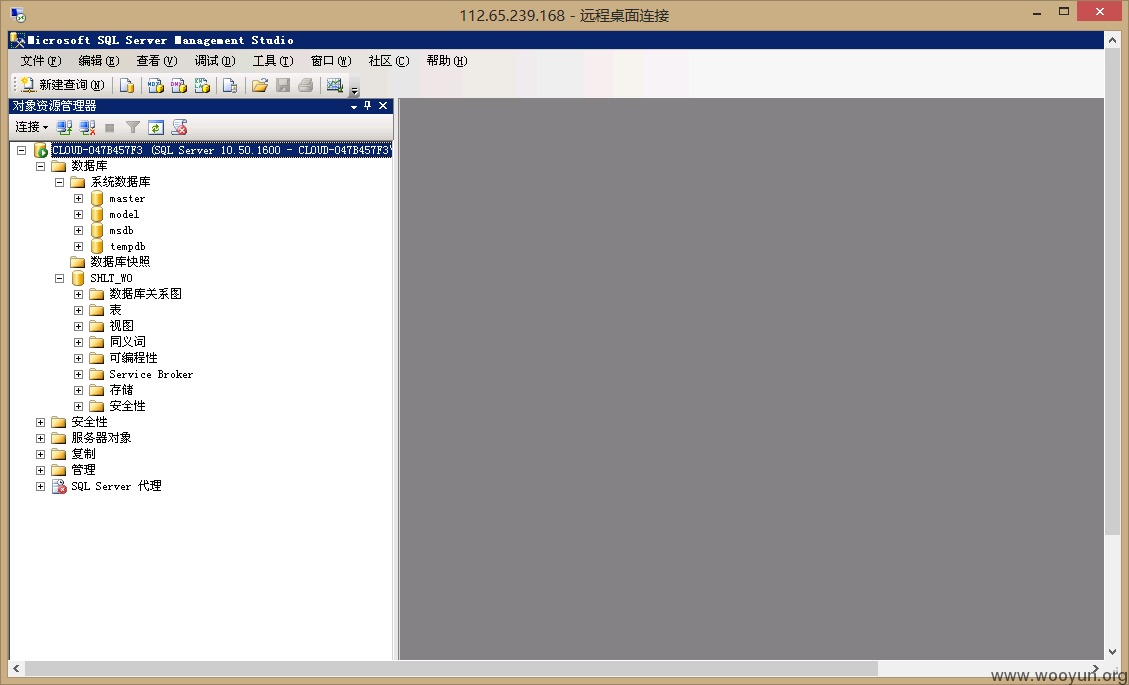 112.65.239.168 - 远程桌面连接
Microsoft SQL Server Management Studio
文件(F) 编辑(E) 查看(V) 调试(D) 工具(T) 窗口(W) 社区(C) 帮助(H)
新建查询(N)
对象资源管理器
连接
CLOUD-047B457F3 (SQL Server 10.50.1600 - CLOUD-047B457F3\
数据库
系统数据库
master
model
msdb
tempdb
数据库快照
SHLT_WO
数据库关系图
表
视图
同义词
可编程性
Service Broker
存储
安全性
安全性
服务器对象
复制
管理
SQL Server 代理
www.wooyun.org